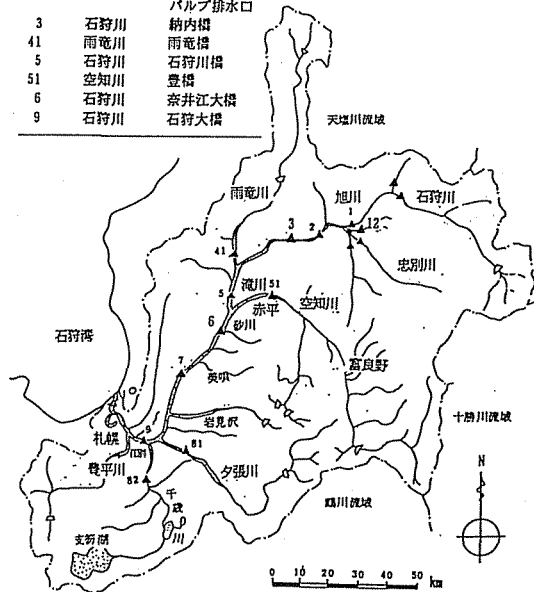 パルプ排水口
3 石狩川 納内橋
41 雨竜川 雨竜橋
5 石狩川 石狩川橋
51 空知川 豊橋
6 石狩川 奈井江大橋
9 石狩川 石狩大橋
天塩川流域
雨竜川
旭川
石狩川
1
12
3
2
忠別川
41
滝川
51
5
赤平
空知川
石狩湾
6
砂川
富良野
7
美唄
十勝川流域
岩見沢
札幌
9
81
豊平川
夕張川
82
千歳川
鵡川流域
支笏湖
N
0 10 20 30 40 50 km